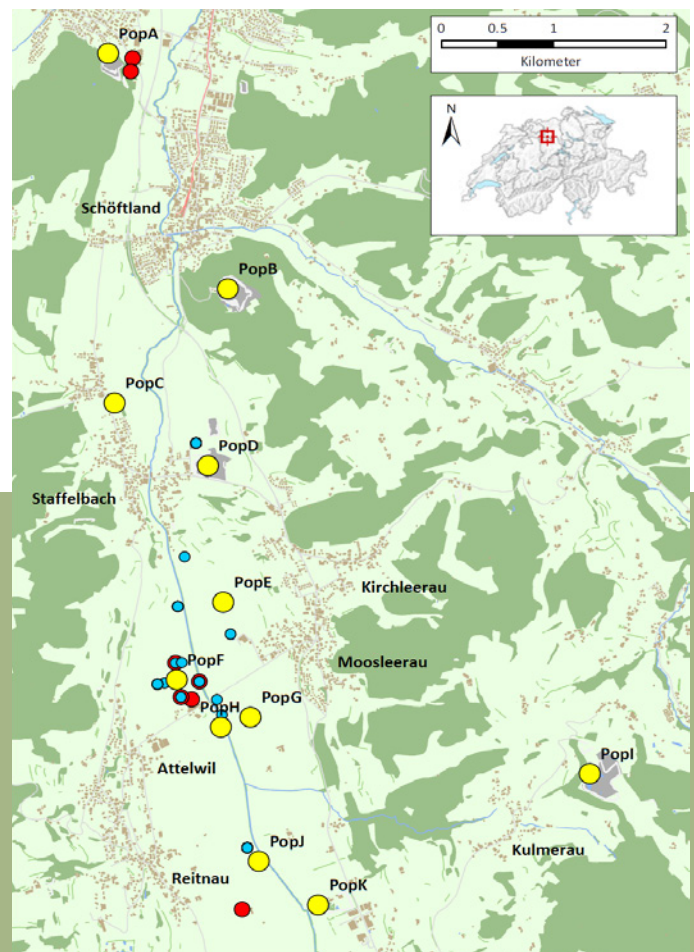 PopA
0 0.5 1 2
Kilometer
N
Schöftland
PopB
PopC
PopD
Staffelbach
PopE
Kirchleerau
PopF
Moosleerau
PopH
PopG
Attelwil
PopI
Kulmerau
PopJ
Reitnau
PopK